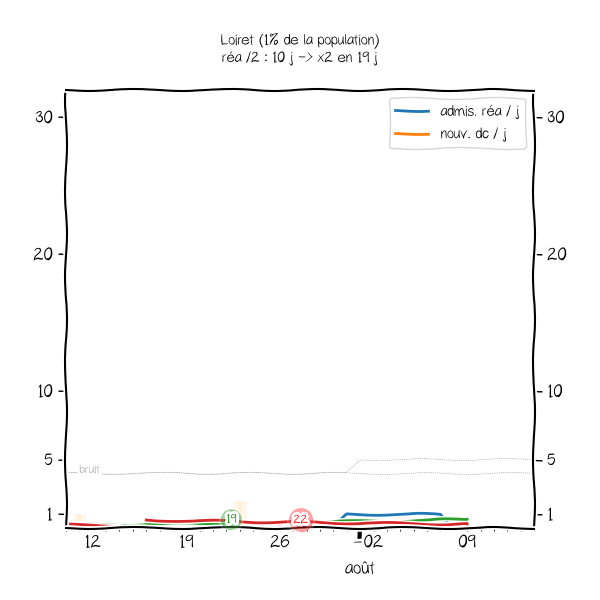 Loiret (1% de la population)
réa /2 : 10 j -> x2 en 19 j
admis. réa / j
nouv. dc / j
30
30
20
20
10
10
5
5
bruit
1
1
19
22
12
19
26
02
09
août